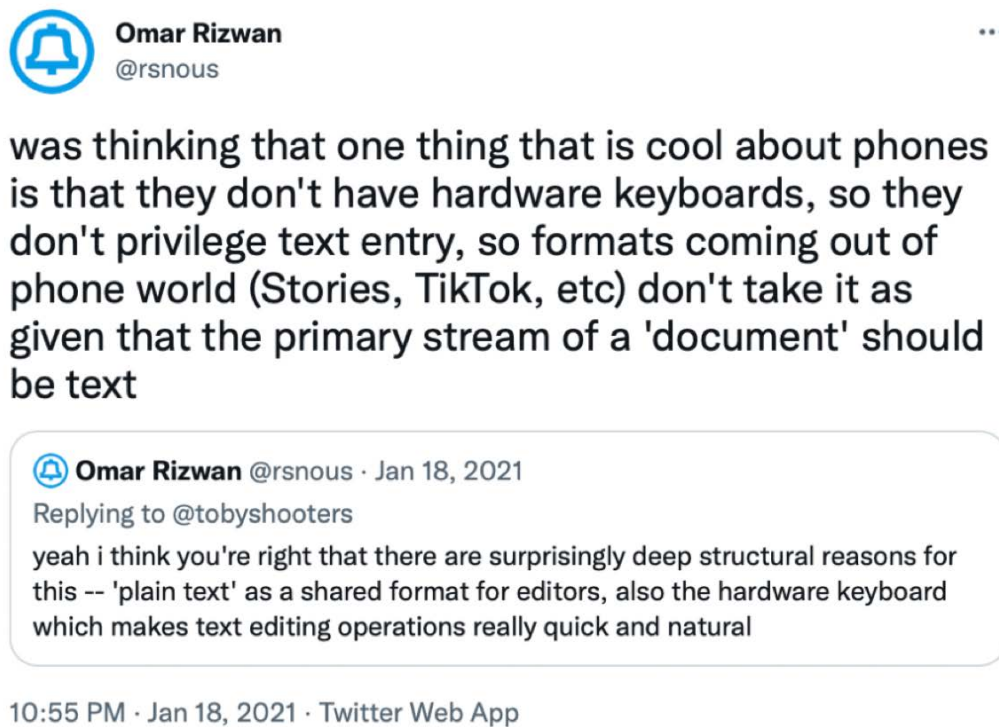 Omar Rizwan
@rsnous
was thinking that one thing that is cool about phones
is that they don't have hardware keyboards, so they
don't privilege text entry, so formats coming out of
phone world (Stories, TikTok, etc) don't take it as
given that the primary stream of a 'document' should
be text
Omar Rizwan @rsnous · Jan 18, 2021
Replying to @tobyshooters
yeah i think you're right that there are surprisingly deep structural reasons for
this -- 'plain text' as a shared format for editors, also the hardware keyboard
which makes text editing operations really quick and natural
10:55 PM · Jan 18, 2021 · Twitter Web App